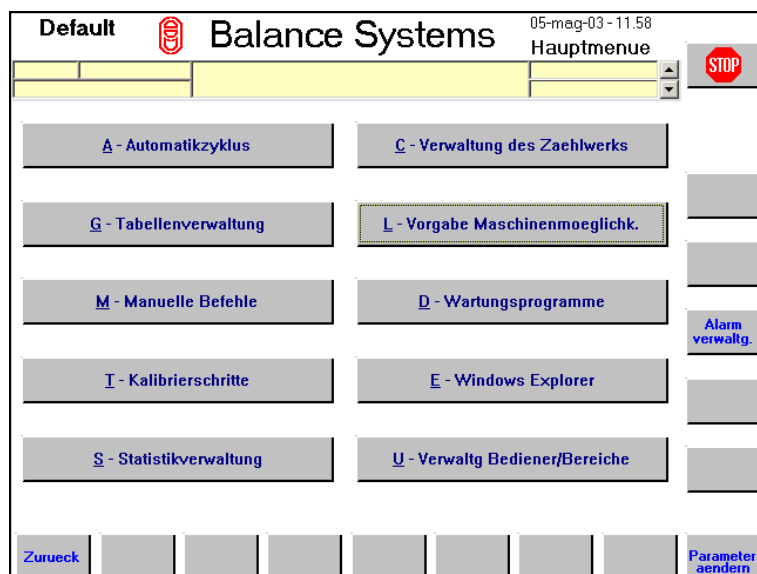 Default
Balance Systems
05-mag-03 - 11.58
Hauptmenue
STOP
A - Automatikzyklus
C - Verwaltung des Zaehlwerks
G - Tabellenverwaltung
L - Vorgabe Maschinenmoeglichk.
M - Manuelle Befehle
D - Wartungsprogramme
Alarm
verwaltg.
T - Kalibrierschritte
E - Windows Explorer
S - Statistikverwaltung
U - Verwaltg Bediener/Bereiche
Zurueck
Parameter
aendern